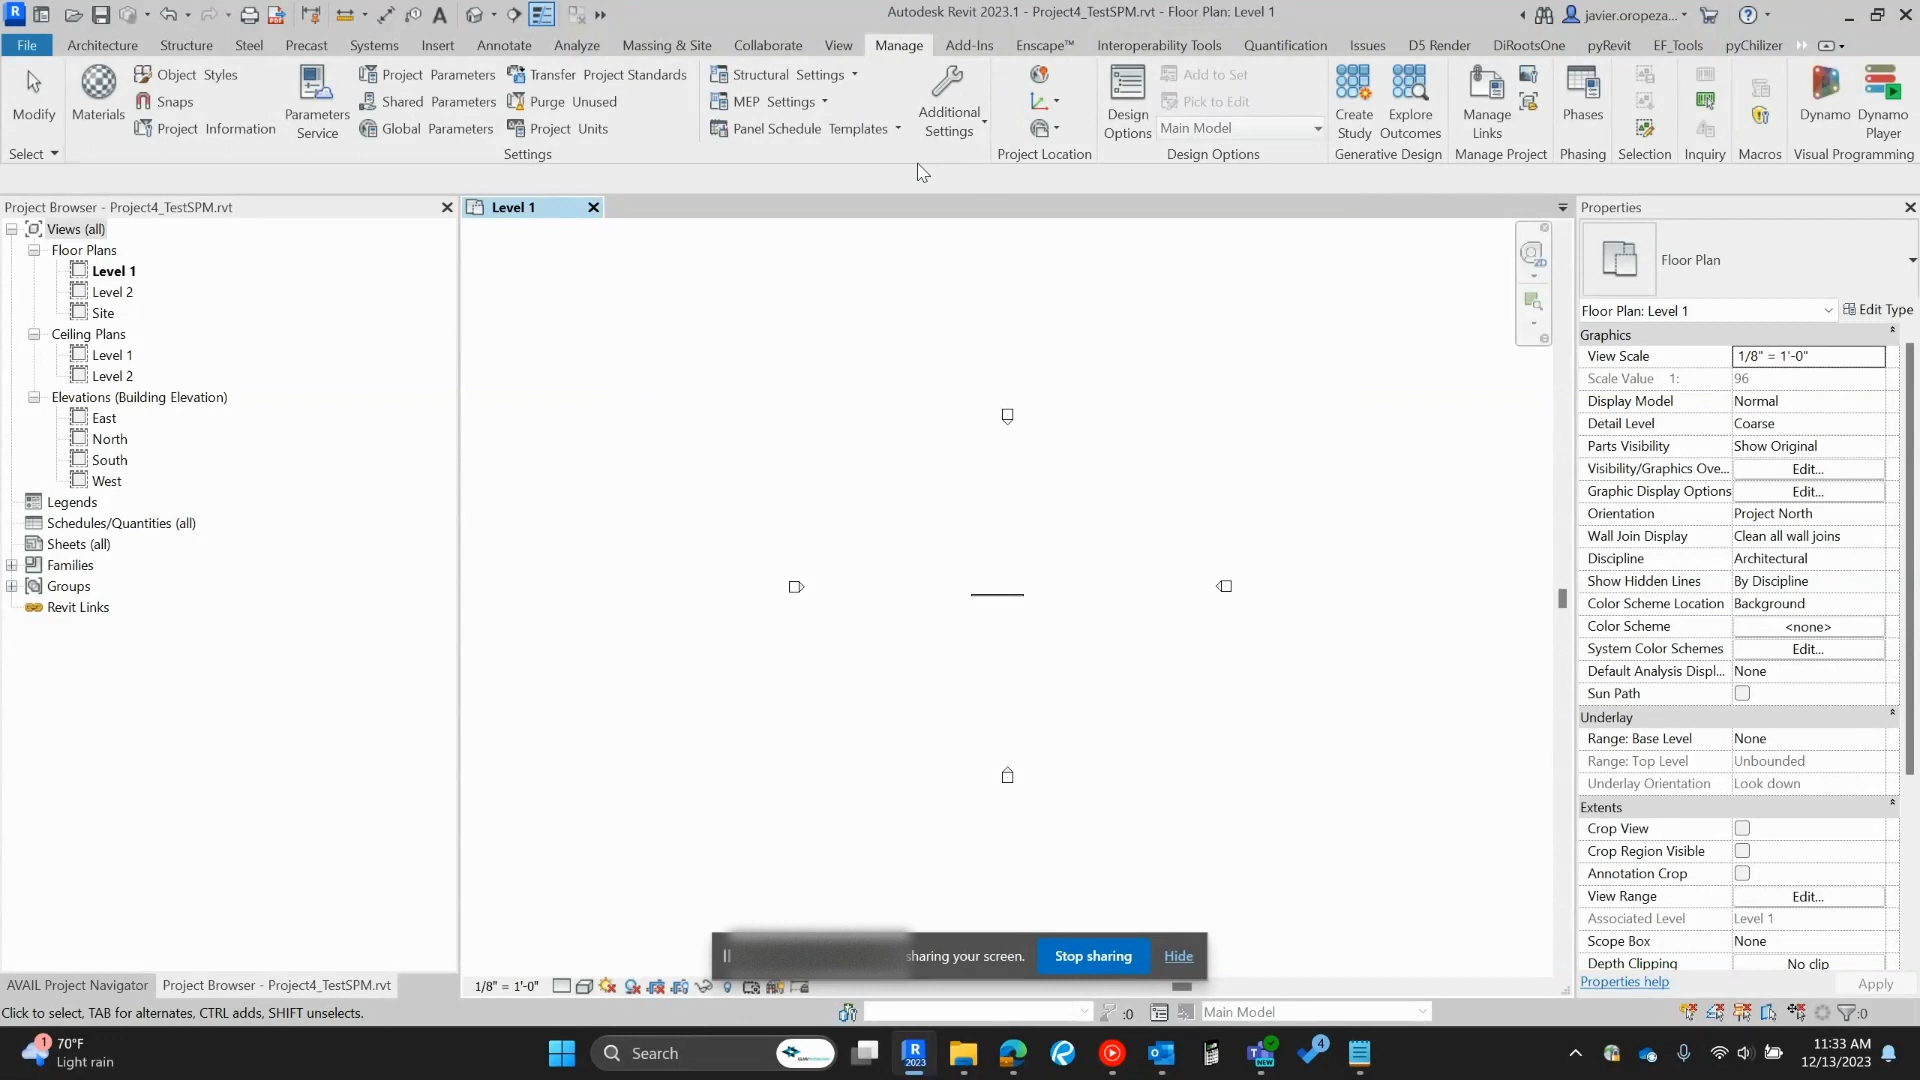 Autodesk Revit 2023.1 - Project4_TestSPM.rvt - Floor Plan: Level 1
javier.oropeza...
File Architecture Structure Steel Precast Systems Insert Annotate Analyze Massing & Site Collaborate View Manage Add-Ins Enscape™ Interoperability Tools Quantification Issues D5 Render DiRootsOne pyRevit EF_Tools pyChilizer
Modify
Materials
Object Styles
Snaps
Project Information
Parameters
Service
Project Parameters
Shared Parameters
Global Parameters
Transfer Project Standards
Purge Unused
Project Units
Structural Settings
MEP Settings
Panel Schedule Templates
Additional
Settings
Design
Options
Add to Set
Pick to Edit
Main Model
Create
Study
Explore
Outcomes
Manage
Links
Phases
Dynamo
Dynamo
Player
Select Settings Project Location Design Options Generative Design Manage Project Phasing Selection Inquiry Macros Visual Programming
Project Browser - Project4_TestSPM.rvt
Views (all)
Floor Plans
Level 1
Level 2
Site
Ceiling Plans
Level 1
Level 2
Elevations (Building Elevation)
East
North
South
West
Legends
Schedules/Quantities (all)
Sheets (all)
Families
Groups
Revit Links
AVAIL Project Navigator Project Browser - Project4_TestSPM.rvt
Level 1
2D
sharing your screen. Stop sharing Hide
1/8" = 1'-0"
Properties
Floor Plan
Floor Plan: Level 1 Edit Type
Graphics
View Scale 1/8" = 1'-0"
Scale Value 1: 96
Display Model Normal
Detail Level Coarse
Parts Visibility Show Original
Visibility/Graphics Ove... Edit...
Graphic Display Options Edit...
Orientation Project North
Wall Join Display Clean all wall joins
Discipline Architectural
Show Hidden Lines By Discipline
Color Scheme Location Background
Color Scheme <none>
System Color Schemes Edit...
Default Analysis Displ... None
Sun Path
Underlay
Range: Base Level None
Range: Top Level Unbounded
Underlay Orientation Look down
Extents
Crop View
Crop Region Visible
Annotation Crop
View Range Edit...
Associated Level Level 1
Scope Box None
Depth Clipping No clip
Properties help Apply
Click to select, TAB for alternates, CTRL adds, SHIFT unselects. :0 Main Model :0
1
70°F
Light rain
Search
R
2023
NEW
4
11:33 AM
12/13/2023